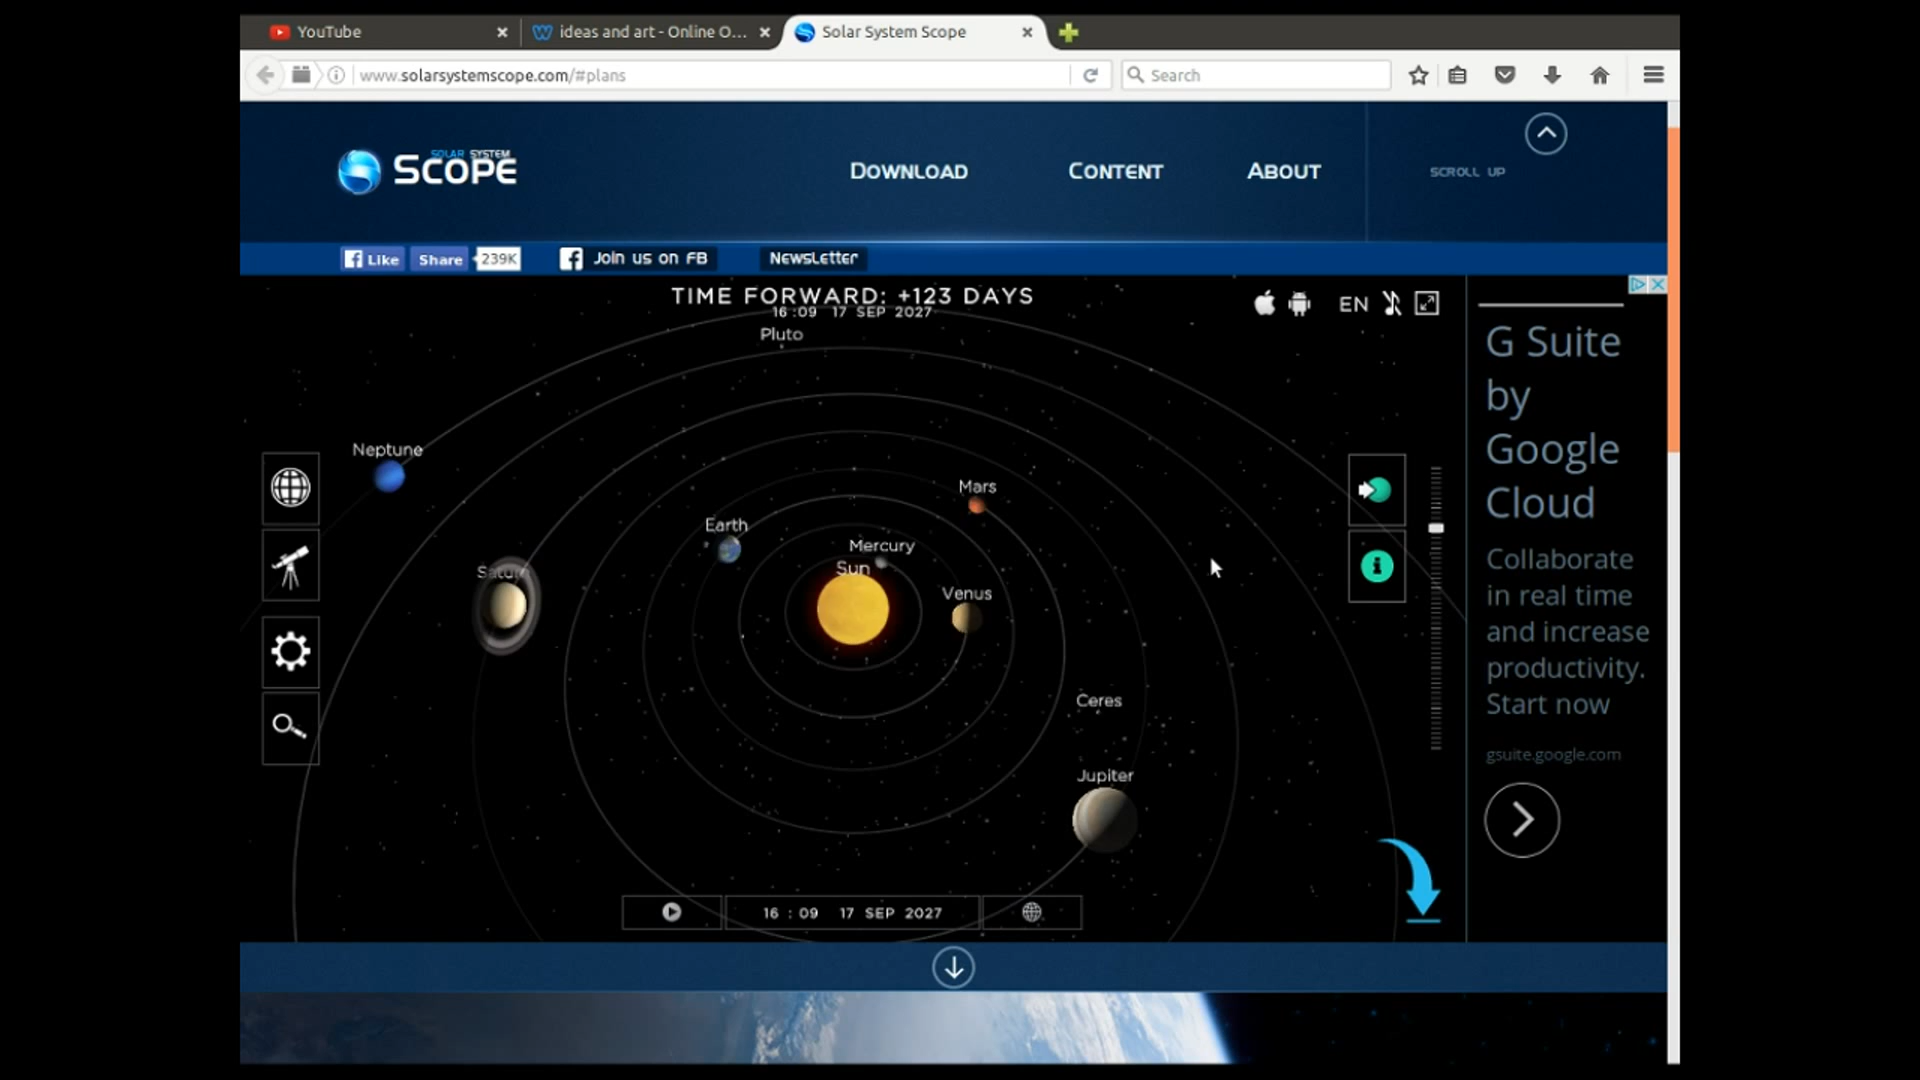 YouTube
ideas and art - Online O...
Solar System Scope
www.solarsystemscope.com/#plans
Search
SOLAR SYSTEM
SCOPE
DOWNLOAD
CONTENT
ABOUT
SCROLL UP
Like
Share
239K
Join us on FB
Newsletter
TIME FORWARD: +123 DAYS
16:09 17 SEP 2027
EN
Pluto
Neptune
Mars
Earth
Mercury
Sun
Saturn
Venus
Ceres
Jupiter
16 : 09 17 SEP 2027
G Suite
by
Google
Cloud
Collaborate
in real time
and increase
productivity.
Start now
gsuite.google.com